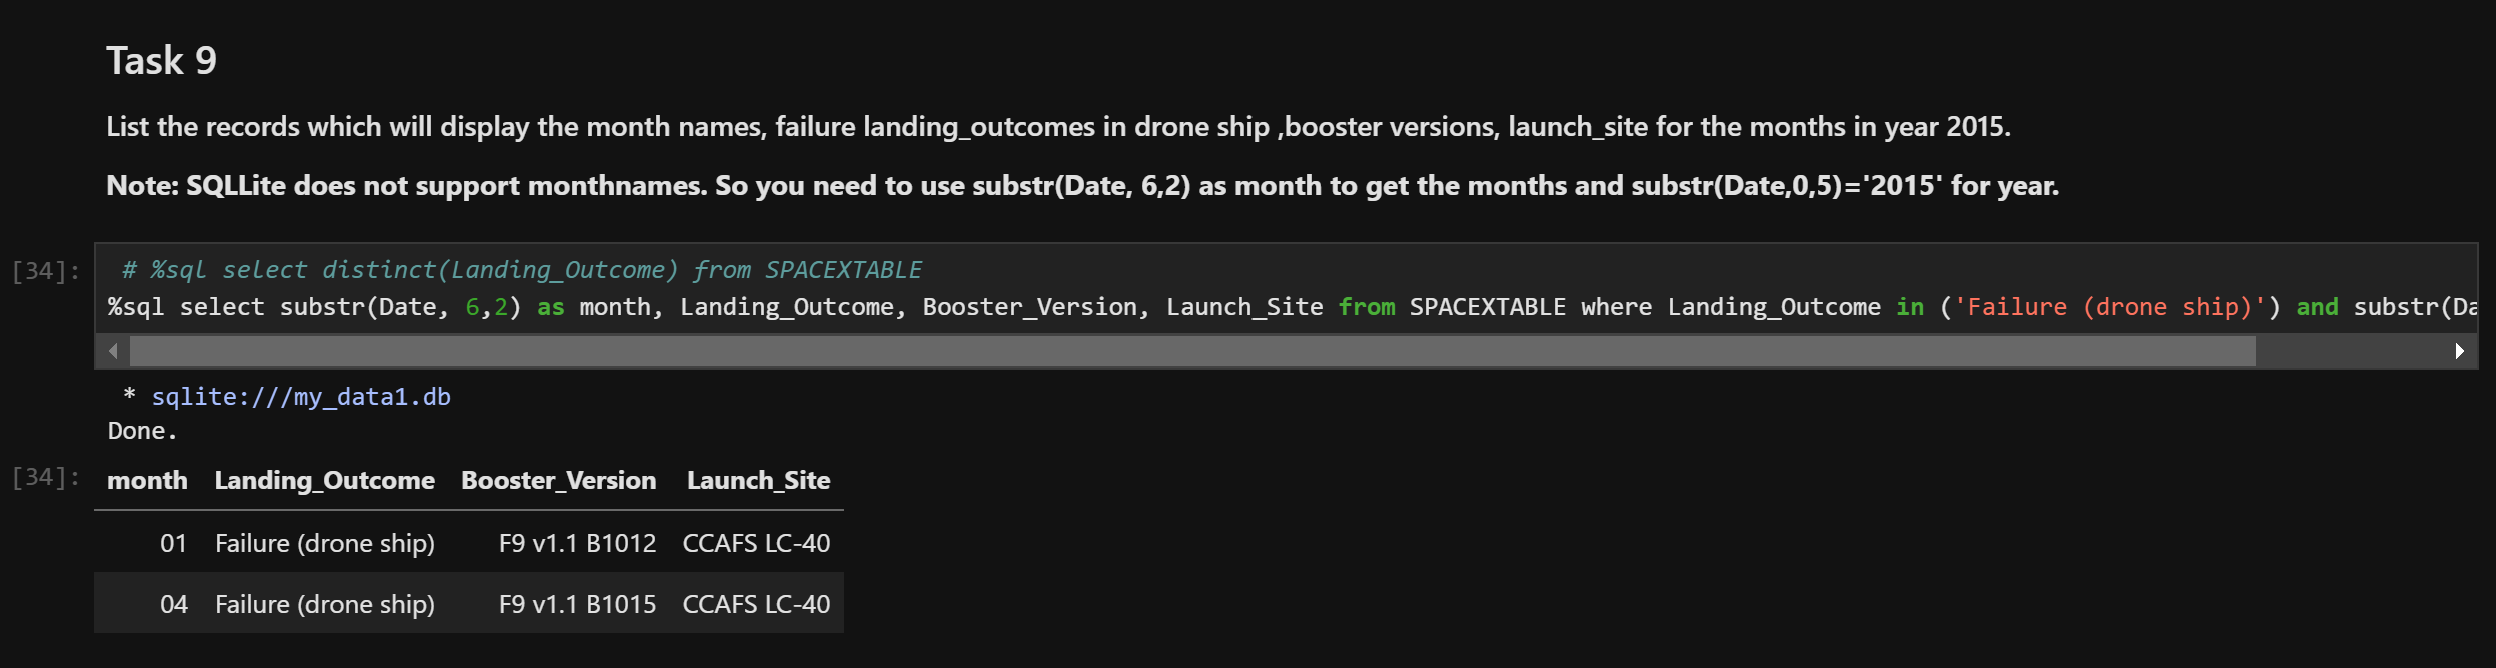 Task 9
List the records which will display the month names, failure landing_outcomes in drone ship ,booster versions, launch_site for the months in year 2015.
Note: SQLLite does not support monthnames. So you need to use substr(Date, 6,2) as month to get the months and substr(Date,0,5)='2015' for year.
[34]:
# %sql select distinct(Landing_Outcome) from SPACEXTABLE
%sql select substr(Date, 6,2) as month, Landing_Outcome, Booster_Version, Launch_Site from SPACEXTABLE where Landing_Outcome in ('Failure (drone ship)') and substr(Da
* sqlite:///my_data1.db
Done.
[34]:
month Landing_Outcome Booster_Version Launch_Site
01 Failure (drone ship) F9 v1.1 B1012 CCAFS LC-40
04 Failure (drone ship) F9 v1.1 B1015 CCAFS LC-40